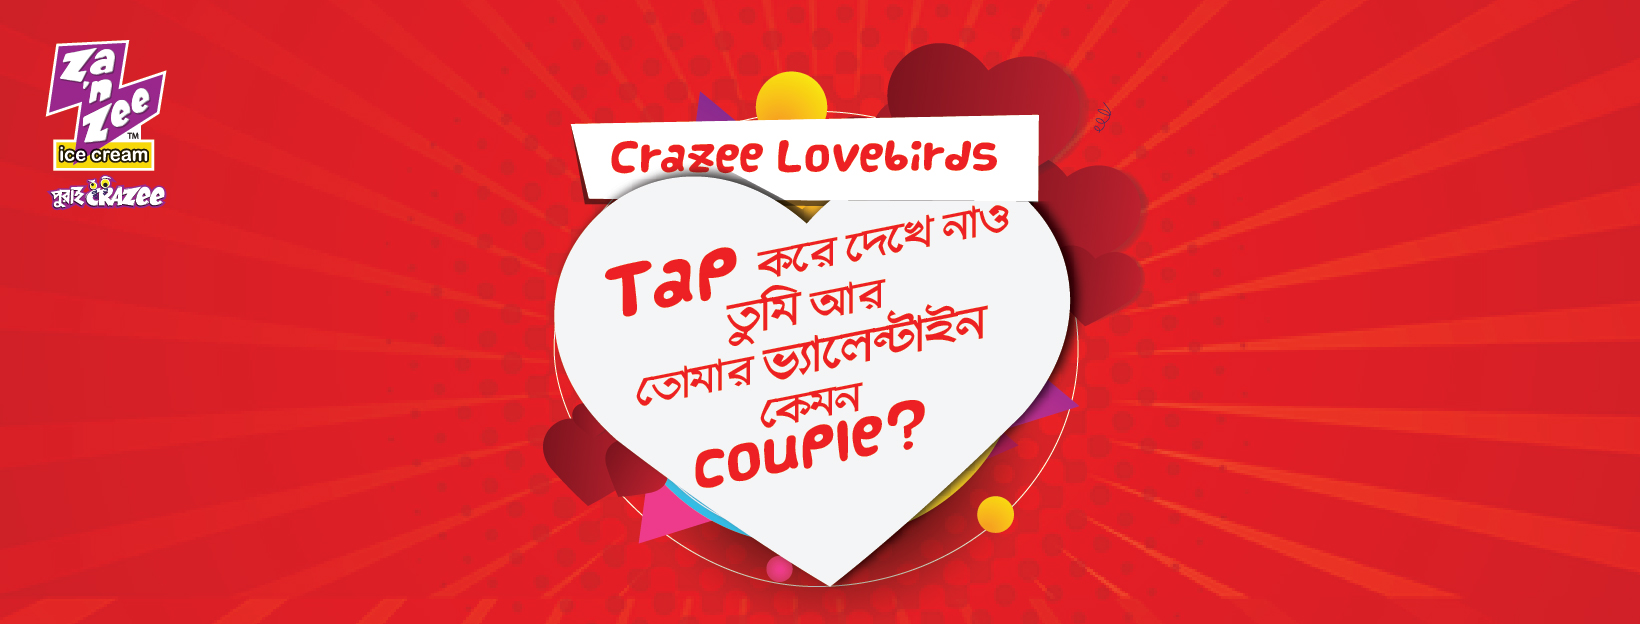 Za
'n
Zee
TM
ice cream
পুরাই CRAZEE
Crazee Lovebirds
Tap করে দেখে নাও
তুমি আর
তোমার ভ্যালেন্টাইন
কেমন
couple?